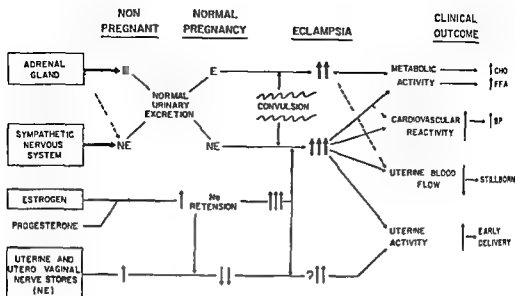 NON
PREGNANT
NORMAL
PREGNANCY
ECLAMPSIA
CLINICAL
OUTCOME
ADRENAL
GLAND
E
NORMAL
URINARY
EXCRETION
E
CONVULSION
METABOLIC
ACTIVITY
CHO
FFA
SYMPATHETIC
NERVOUS
SYSTEM
NE
NE
CARDIOVASCULAR
REACTIVITY
BP
UTERINE BLOOD
FLOW
STILLBORN
ESTROGEN
PROGESTERONE
RETENSION
UTERINE
ACTIVITY
EARLY
DELIVERY
UTERINE AND
UTERO VAGINAL
NERVE STORES
(NE)
?